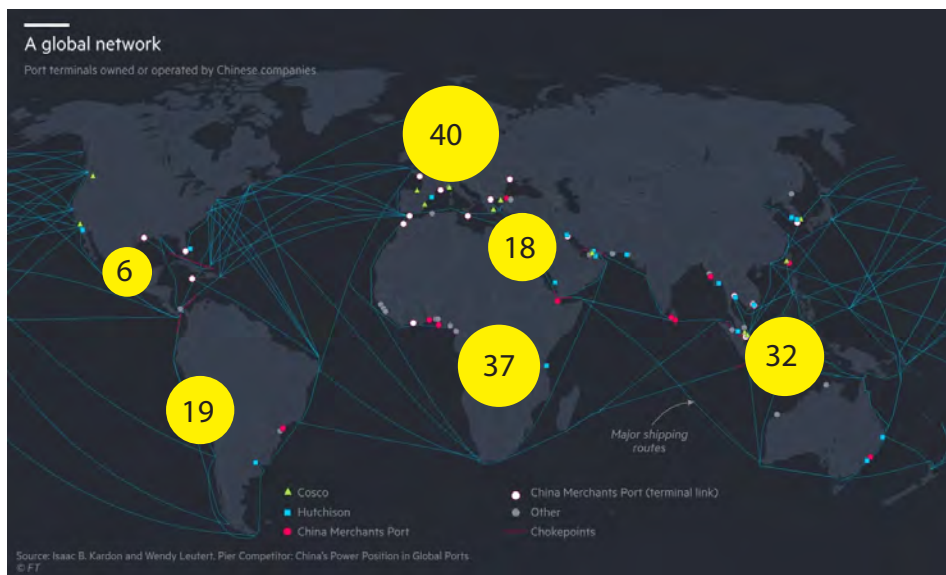 A global network
Port terminals owned or operated by Chinese companies
40
18
6
37
32
19
Major shipping
routes
Cosco
Hutchison
China Merchants Port
China Merchants Port (terminal link)
Other
Chokepoints
Source: Isaac B. Kardon and Wendy Leutert, Pier Competitor: China's Power Position in Global Ports
© FT